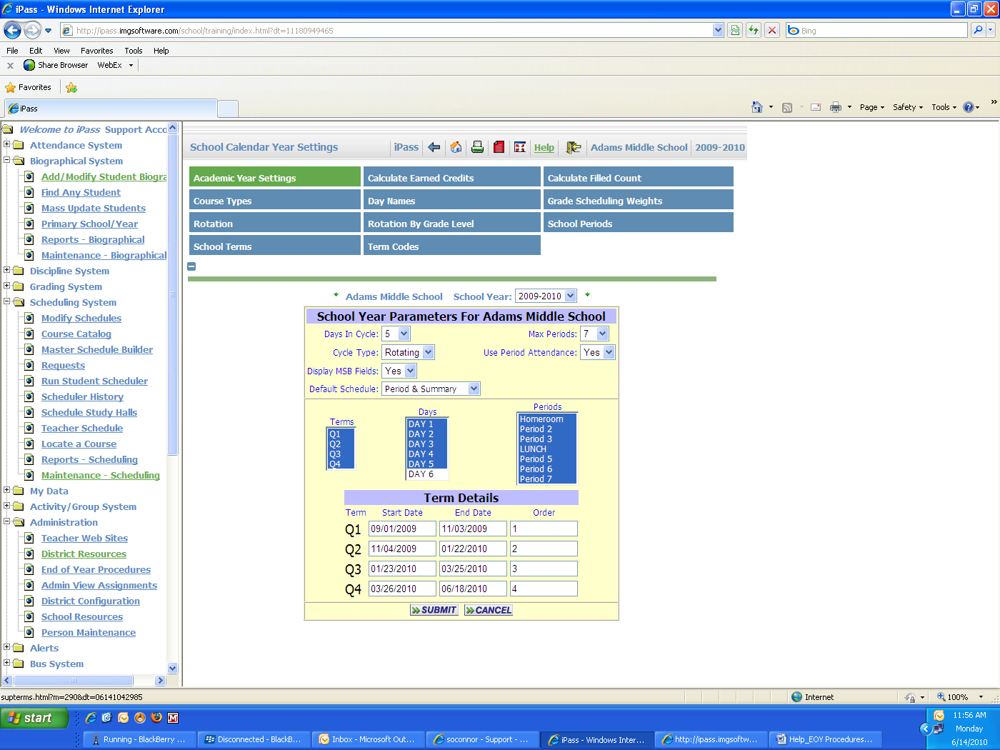 iPass - Windows Internet Explorer
http://ipass.imgsoftware.com/school/training/index.html?dt=11180949465
Bing
File Edit View Favorites Tools Help
x Share Browser WebEx
Favorites
iPass
Page Safety Tools »
Welcome to iPass Support Acco
Attendance System
Biographical System
Add/Modify Student Biogra
Find Any Student
Mass Update Students
Primary School/Year
Reports - Biographical
Maintenance - Biographical
Discipline System
Grading System
Scheduling System
Modify Schedules
Course Catalog
Master Schedule Builder
Requests
Run Student Scheduler
Scheduler History
Schedule Study Halls
Teacher Schedule
Locate a Course
Reports - Scheduling
Maintenance - Scheduling
My Data
Activity/Group System
Administration
Teacher Web Sites
District Resources
End of Year Procedures
Admin View Assignments
District Configuration
School Resources
Person Maintenance
Alerts
Bus System
School Calendar Year Settings iPass Help Adams Middle School 2009-2010
Academic Year Settings Calculate Earned Credits Calculate Filled Count
Course Types Day Names Grade Scheduling Weights
Rotation Rotation By Grade Level School Periods
School Terms Term Codes
* Adams Middle School School Year: 2009-2010 *
School Year Parameters For Adams Middle School
Days In Cycle: 5 Max Periods: 7
Cycle Type: Rotating Use Period Attendance: Yes
Display MSB Fields: Yes
Default Schedule: Period & Summary
Terms
Q1
Q2
Q3
Q4
Days
DAY 1
DAY 2
DAY 3
DAY 4
DAY 5
DAY 6
Periods
Homeroom
Period 2
Period 3
LUNCH
Period 5
Period 6
Period 7
Term Details
Term Start Date End Date Order
Q1 09/01/2009 11/03/2009 1
Q2 11/04/2009 01/22/2010 2
Q3 01/23/2010 03/25/2010 3
Q4 03/26/2010 06/18/2010 4
SUBMIT CANCEL
supterms.html?m=290&dt=06141042985 Internet 100%
start
Running - BlackBerry ... Disconnected - BlackB... Inbox - Microsoft Out... soconnor - Support - ... iPass - Windows Inter... http://ipass.imgsoftw... Help_EOY Procedures...
11:56 AM
Monday
6/14/2010